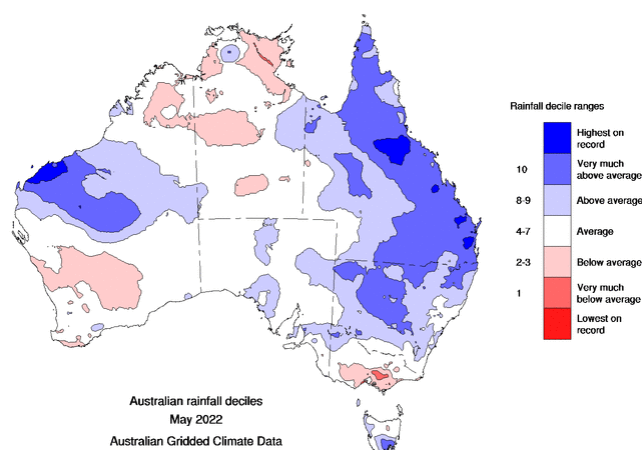 Rainfall decile ranges
Highest on
record
10
Very much
above average
8-9
Above average
4-7
Average
2-3
Below average
1
Very much
below average
Lowest on
record
Australian rainfall deciles
May 2022
Australian Gridded Climate Data